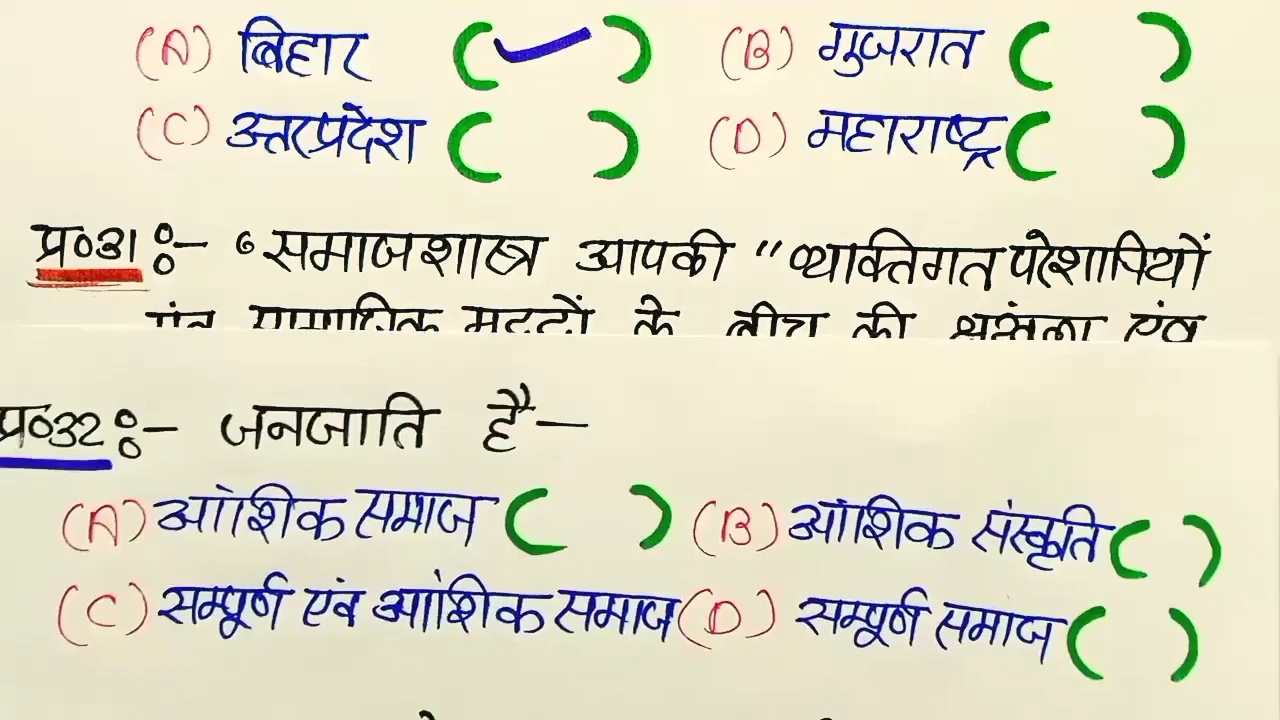 (A) बिहार (✓) (B) गुजरात ( )
(C) उत्तरप्रदेश ( ) (D) महाराष्ट्र ( )
प्र०31ः- ‘समाजशास्त्र आपकी “व्यक्तिगत परेशानियों
एंव सामाजिक मुद्दों के बीच की श्रृंखला एंव
प्र०32ः- जनजाति है-
(A) आंशिक समाज ( ) (B) आंशिक संस्कृति ( )
(C) सम्पूर्ण एंव आंशिक समाज (D) सम्पूर्ण समाज ( )